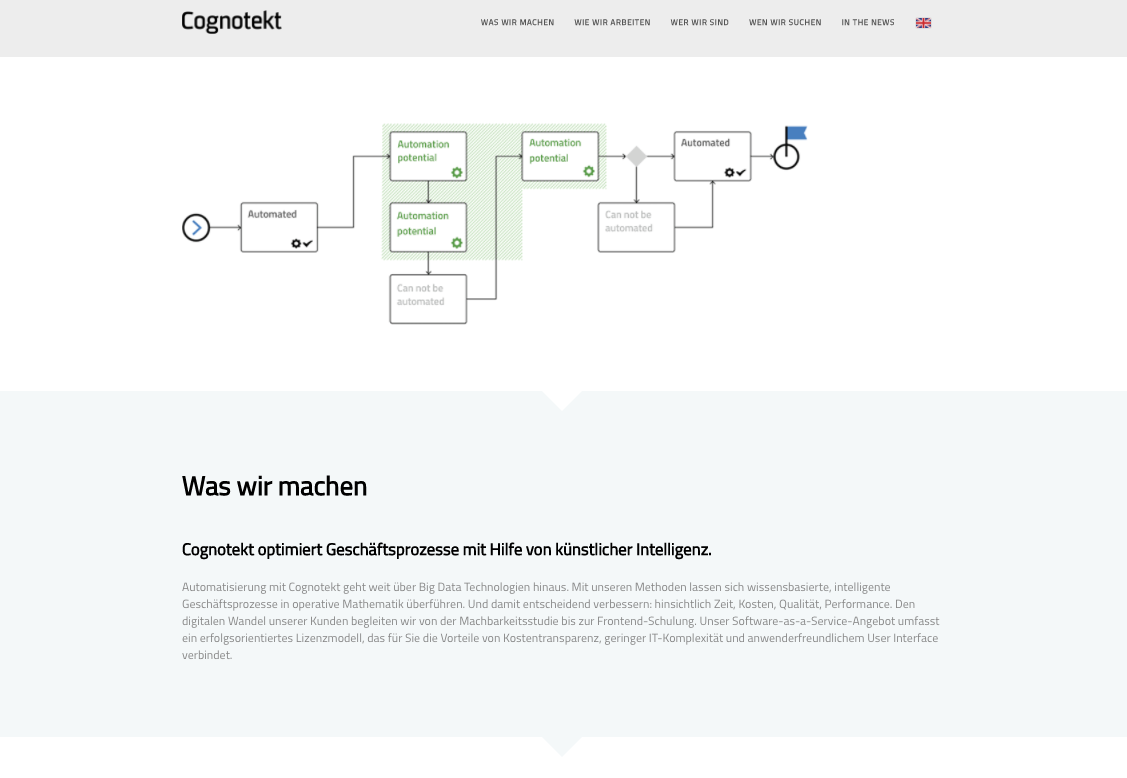 Cognotekt
WAS WIR MACHEN WIE WIR ARBEITEN WER WIR SIND WEN WIR SUCHEN IN THE NEWS
Automated
Automation
potential
Automation
potential
Can not be
automated
Automation
potential
Can not be
automated
Automated
Was wir machen
Cognotekt optimiert Geschäftsprozesse mit Hilfe von künstlicher Intelligenz.
Automatisierung mit Cognotekt geht weit über Big Data Technologien hinaus. Mit unseren Methoden lassen sich wissensbasierte, intelligente
Geschäftsprozesse in operative Mathematik überführen. Und damit entscheidend verbessern: hinsichtlich Zeit, Kosten, Qualität, Performance. Den
digitalen Wandel unserer Kunden begleiten wir von der Machbarkeitsstudie bis zur Frontend-Schulung. Unser Software-as-a-Service-Angebot umfasst
ein erfolgsorientiertes Lizenzmodell, das für Sie die Vorteile von Kostentransparenz, geringer IT-Komplexität und anwenderfreundlichem User Interface
verbindet.